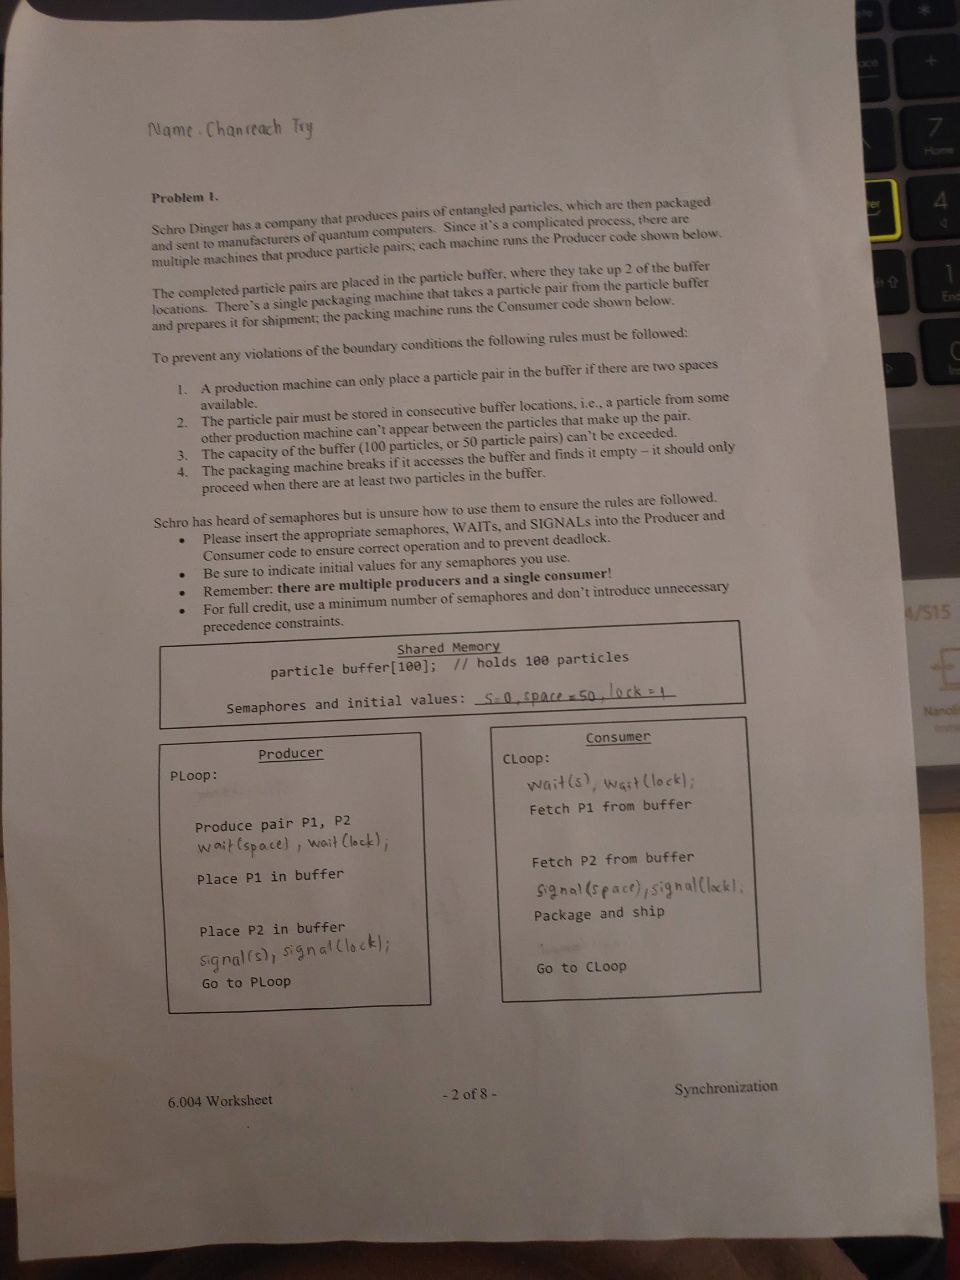 Name : Chanreach Try
Problem 1.
Schro Dinger has a company that produces pairs of entangled particles, which are then packaged
and sent to manufacturers of quantum computers. Since it's a complicated process, there are
multiple machines that produce particle pairs; each machine runs the Producer code shown below.
The completed particle pairs are placed in the particle buffer, where they take up 2 of the buffer
locations. There's a single packaging machine that takes a particle pair from the particle buffer
and prepares it for shipment; the packing machine runs the Consumer code shown below.
To prevent any violations of the boundary conditions the following rules must be followed:
1. A production machine can only place a particle pair in the buffer if there are two spaces
available.
2. The particle pair must be stored in consecutive buffer locations, i.e., a particle from some
other production machine can't appear between the particles that make up the pair.
3. The capacity of the buffer (100 particles, or 50 particle pairs) can't be exceeded.
4. The packaging machine breaks if it accesses the buffer and finds it empty – it should only
proceed when there are at least two particles in the buffer.
Schro has heard of semaphores but is unsure how to use them to ensure the rules are followed.
• Please insert the appropriate semaphores, WAITs, and SIGNALs into the Producer and
Consumer code to ensure correct operation and to prevent deadlock.
• Be sure to indicate initial values for any semaphores you use.
• Remember: there are multiple producers and a single consumer!
• For full credit, use a minimum number of semaphores and don't introduce unnecessary
precedence constraints.
Shared Memory
particle buffer[100]; // holds 100 particles
Semaphores and initial values: S=0, space=50, lock=1
Producer
PLoop:
Produce pair P1, P2
wait(space), wait(lock);
Place P1 in buffer
Place P2 in buffer
signal(s), signal(lock);
Go to PLoop
Consumer
CLoop:
wait(s), wait(lock);
Fetch P1 from buffer
Fetch P2 from buffer
signal(space), signal(lock);
Package and ship
Go to CLoop
6.004 Worksheet
- 2 of 8 -
Synchronization
7
Home
4
1
End
4/S15